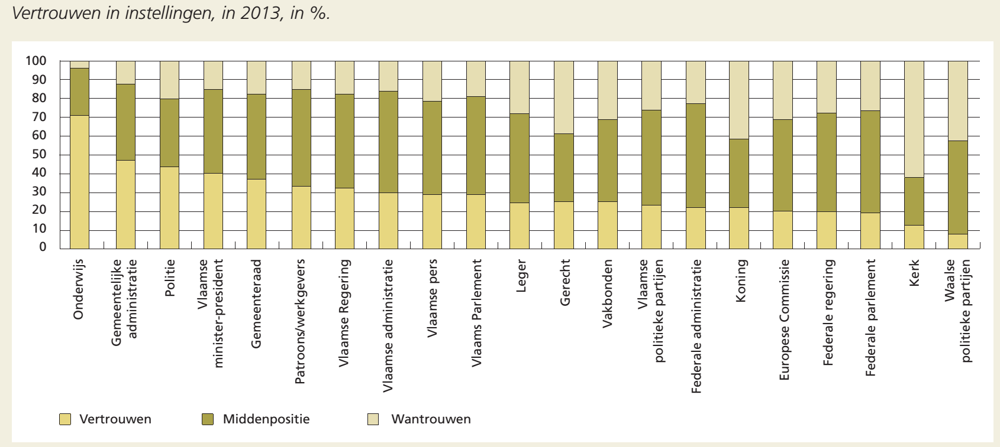 Vertrouwen in instellingen, in 2013, in %.
100
90
80
70
60
50
40
30
20
10
0
Onderwijs
Gemeentelijke
administratie
Politie
Vlaamse
minister-president
Gemeenteraad
Patroons/werkgevers
Vlaamse Regering
Vlaamse administratie
Vlaamse pers
Vlaams Parlement
Leger
Gerecht
Vakbonden
Vlaamse
politieke partijen
Federale administratie
Koning
Europese Commissie
Federale regering
Federale parlement
Kerk
Waalse
politieke partijen
Vertrouwen
Middenpositie
Wantrouwen